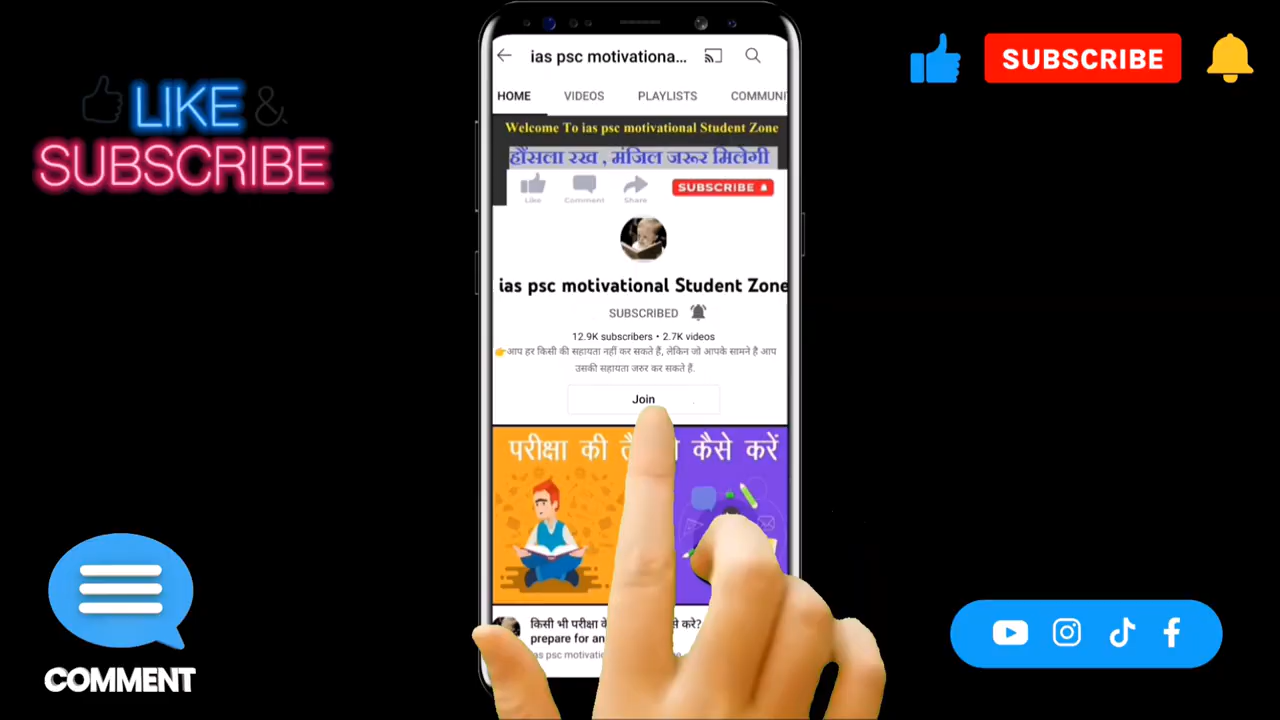 LIKE &
SUBSCRIBE
SUBSCRIBE
ias psc motivationa...
HOME VIDEOS PLAYLISTS COMMUNI
Welcome To ias psc motivational Student Zone
हौंसला रख , मंजिल जरूर मिलेगी
Like Comment Share SUBSCRIBE
ias psc motivational Student Zone
SUBSCRIBED
12.9K subscribers • 2.7K videos
👉आप हर किसी की सहायता नहीं कर सकते हैं, लेकिन जो आपके सामने है आप
उसकी सहायता जरुर कर सकते हैं.
Join
परीक्षा की कैसे करें
किसी भी परीक्षा से करे?
prepare for an
ias psc motivatio
COMMENT